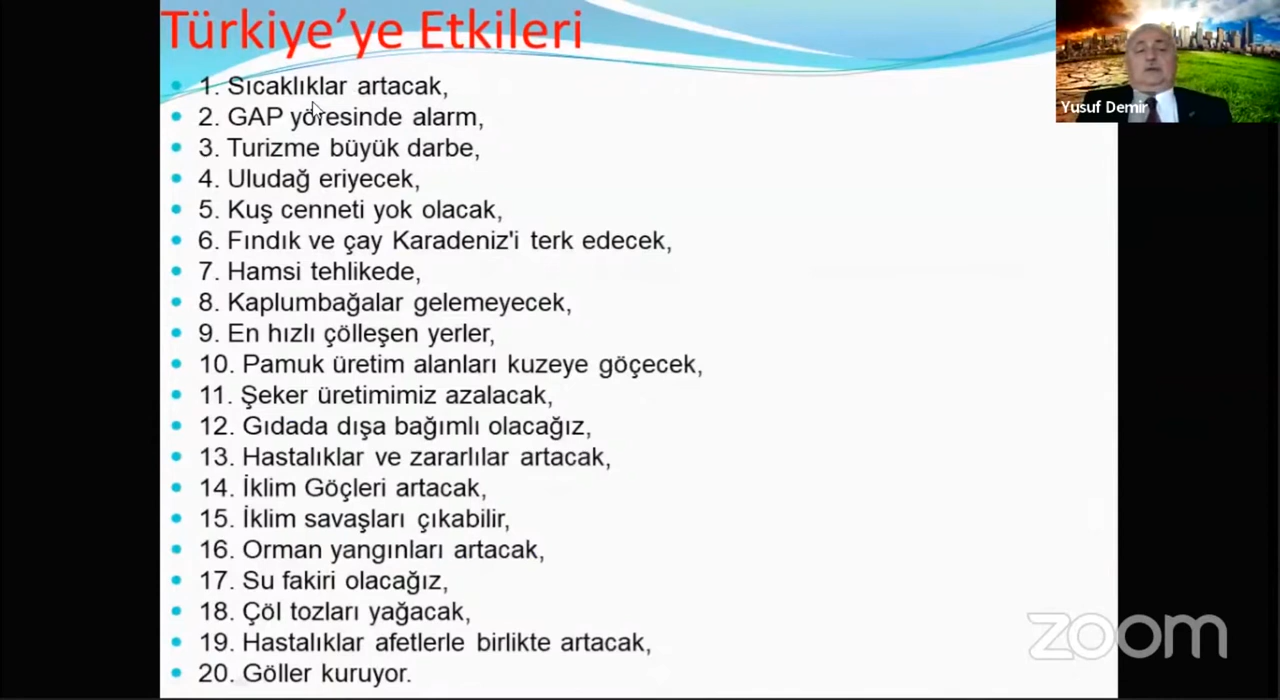 Türkiye’ye Etkileri
1. Sıcaklıklar artacak,
2. GAP yöresinde alarm,
3. Turizme büyük darbe,
4. Uludağ eriyecek,
5. Kuş cenneti yok olacak,
6. Fındık ve çay Karadeniz'i terk edecek,
7. Hamsi tehlikede,
8. Kaplumbağalar gelemeyecek,
9. En hızlı çölleşen yerler,
10. Pamuk üretim alanları kuzeye göçecek,
11. Şeker üretimimiz azalacak,
12. Gıdada dışa bağımlı olacağız,
13. Hastalıklar ve zararlılar artacak,
14. İklim Göçleri artacak,
15. İklim savaşları çıkabilir,
16. Orman yangınları artacak,
17. Su fakiri olacağız,
18. Çöl tozları yağacak,
19. Hastalıklar afetlerle birlikte artacak,
20. Göller kuruyor.
Yusuf Demir
zoom